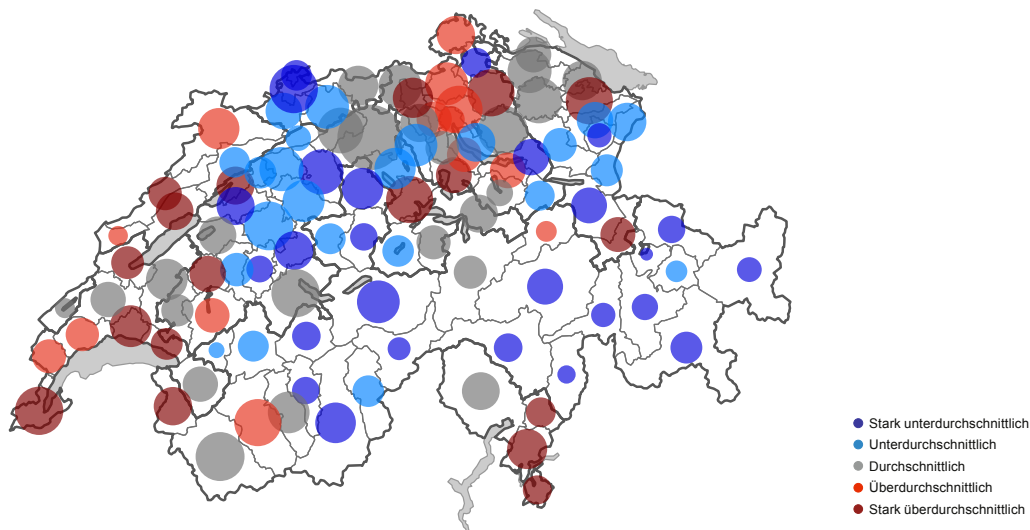 Stark unterdurchschnittlich
Unterdurchschnittlich
Durchschnittlich
Überdurchschnittlich
Stark überdurchschnittlich